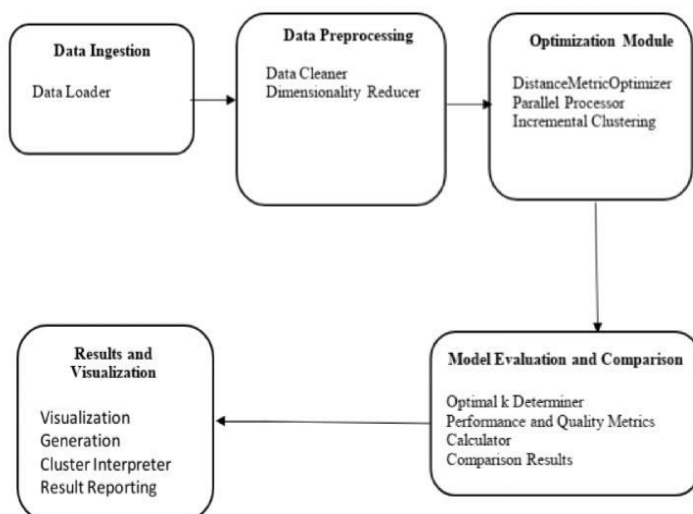 Data Ingestion
Data Loader
Data Preprocessing
Data Cleaner
Dimensionality Reducer
Optimization Module
DistanceMetricOptimizer
Parallel Processor
Incremental Clustering
Model Evaluation and Comparison
Optimal k Determiner
Performance and Quality Metrics
Calculator
Comparison Results
Results and
Visualization
Visualization
Generation
Cluster Interpreter
Result Reporting